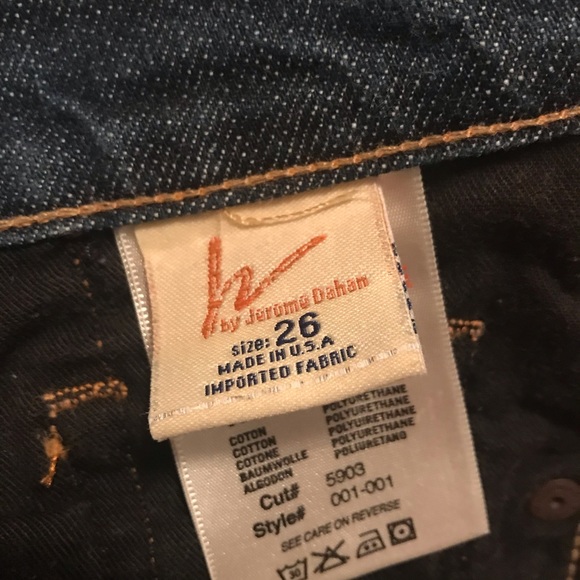 by Jerome Dahan
size: 26
MADE IN U.S.A
IMPORTED FABRIC
POLYURETHANE
COTON POLYURETHANE
COTTON POLYURETHANE
COTONE POLYURETHANE
BAUMWOLLE POLIURETANO
ALGODON
Cut# 5903
Style# 001-001
SEE CARE ON REVERSE
30